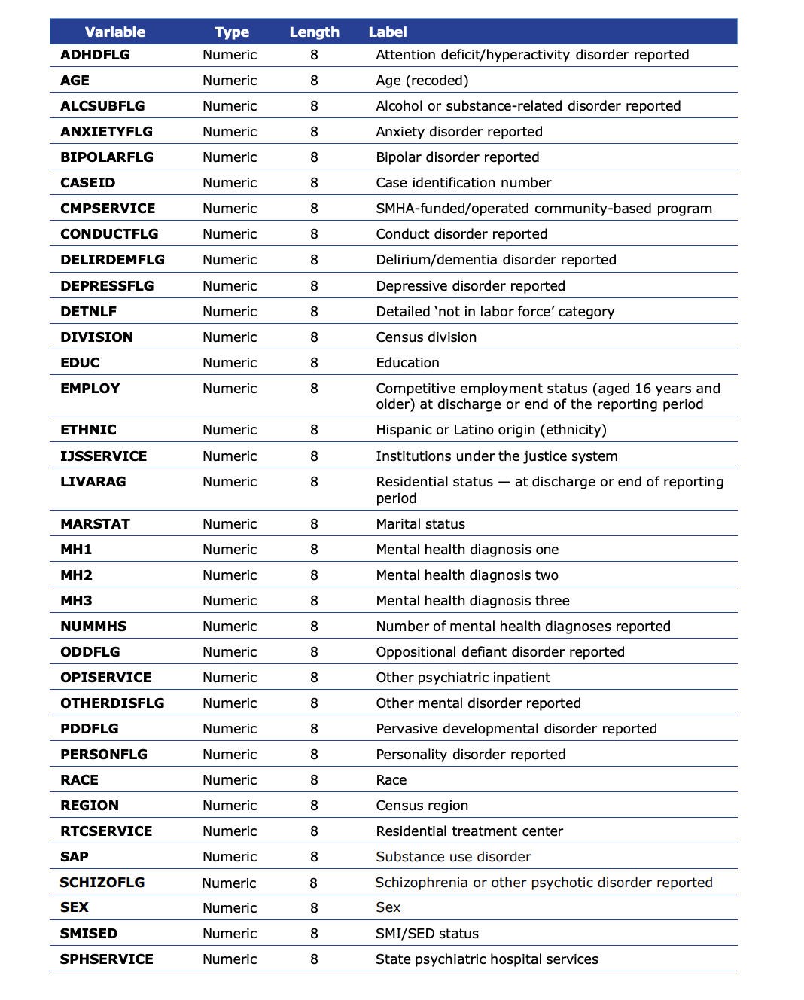 Variable Type Length Label
ADHDFLG Numeric 8 Attention deficit/hyperactivity disorder reported
AGE Numeric 8 Age (recoded)
ALCSUBFLG Numeric 8 Alcohol or substance-related disorder reported
ANXIETYFLG Numeric 8 Anxiety disorder reported
BIPOLARFLG Numeric 8 Bipolar disorder reported
CASEID Numeric 8 Case identification number
CMPSERVICE Numeric 8 SMHA-funded/operated community-based program
CONDUCTFLG Numeric 8 Conduct disorder reported
DELIRDEMFLG Numeric 8 Delirium/dementia disorder reported
DEPRESSFLG Numeric 8 Depressive disorder reported
DETNLF Numeric 8 Detailed ‘not in labor force’ category
DIVISION Numeric 8 Census division
EDUC Numeric 8 Education
EMPLOY Numeric 8 Competitive employment status (aged 16 years and
older) at discharge or end of the reporting period
ETHNIC Numeric 8 Hispanic or Latino origin (ethnicity)
IJSSERVICE Numeric 8 Institutions under the justice system
LIVARAG Numeric 8 Residential status — at discharge or end of reporting
period
MARSTAT Numeric 8 Marital status
MH1 Numeric 8 Mental health diagnosis one
MH2 Numeric 8 Mental health diagnosis two
MH3 Numeric 8 Mental health diagnosis three
NUMMHS Numeric 8 Number of mental health diagnoses reported
ODDFLG Numeric 8 Oppositional defiant disorder reported
OPISERVICE Numeric 8 Other psychiatric inpatient
OTHERDISFLG Numeric 8 Other mental disorder reported
PDDFLG Numeric 8 Pervasive developmental disorder reported
PERSONFLG Numeric 8 Personality disorder reported
RACE Numeric 8 Race
REGION Numeric 8 Census region
RTCSERVICE Numeric 8 Residential treatment center
SAP Numeric 8 Substance use disorder
SCHIZOFLG Numeric 8 Schizophrenia or other psychotic disorder reported
SEX Numeric 8 Sex
SMISED Numeric 8 SMI/SED status
SPHSERVICE Numeric 8 State psychiatric hospital services